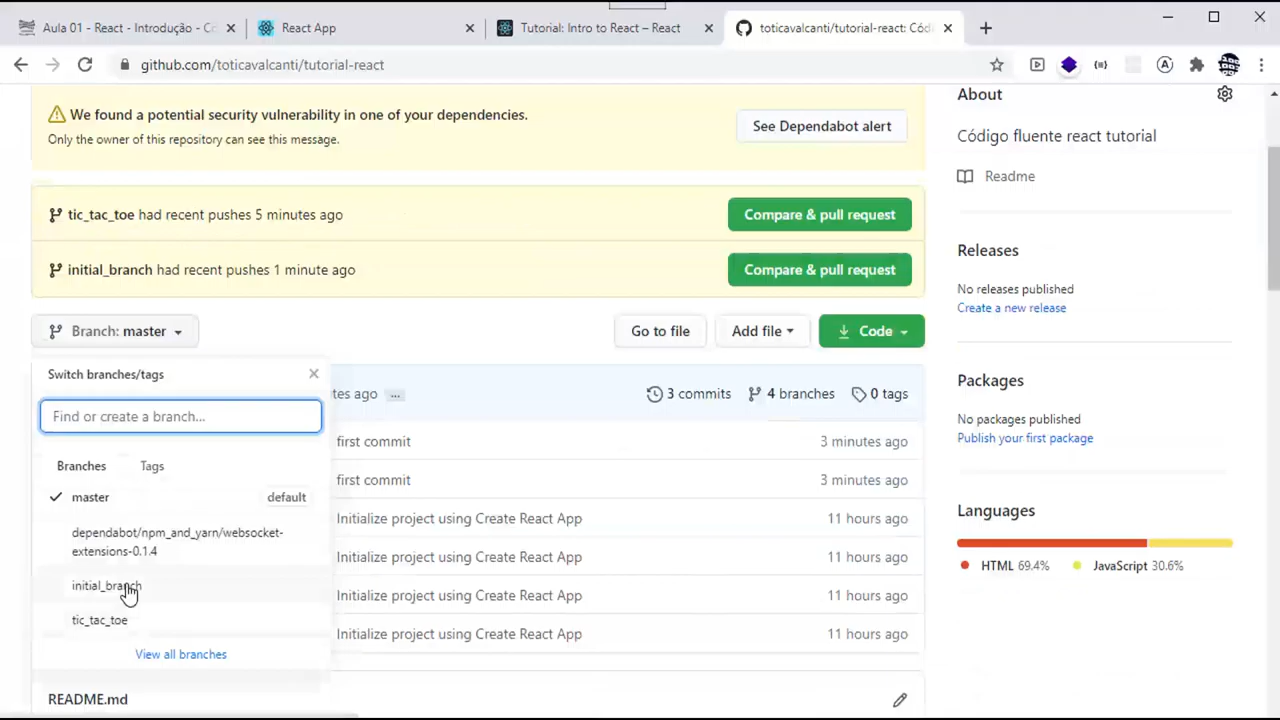 Aula 01 - React - Introdução - Có
React App
Tutorial: Intro to React – React
toticavalcanti/tutorial-react: Códi
github.com/toticavalcanti/tutorial-react
We found a potential security vulnerability in one of your dependencies.
Only the owner of this repository can see this message.
See Dependabot alert
tic_tac_toe had recent pushes 5 minutes ago
Compare & pull request
initial_branch had recent pushes 1 minute ago
Compare & pull request
Branch: master
Go to file
Add file
Code
Switch branches/tags
Find or create a branch...
Branches
Tags
master
default
dependabot/npm_and_yarn/websocket-
extensions-0.1.4
initial_branch
tic_tac_toe
View all branches
tes ago
...
3 commits
4 branches
0 tags
first commit
3 minutes ago
first commit
3 minutes ago
Initialize project using Create React App
11 hours ago
Initialize project using Create React App
11 hours ago
Initialize project using Create React App
11 hours ago
Initialize project using Create React App
11 hours ago
README.md
About
Código fluente react tutorial
Readme
Releases
No releases published
Create a new release
Packages
No packages published
Publish your first package
Languages
HTML 69.4%
JavaScript 30.6%